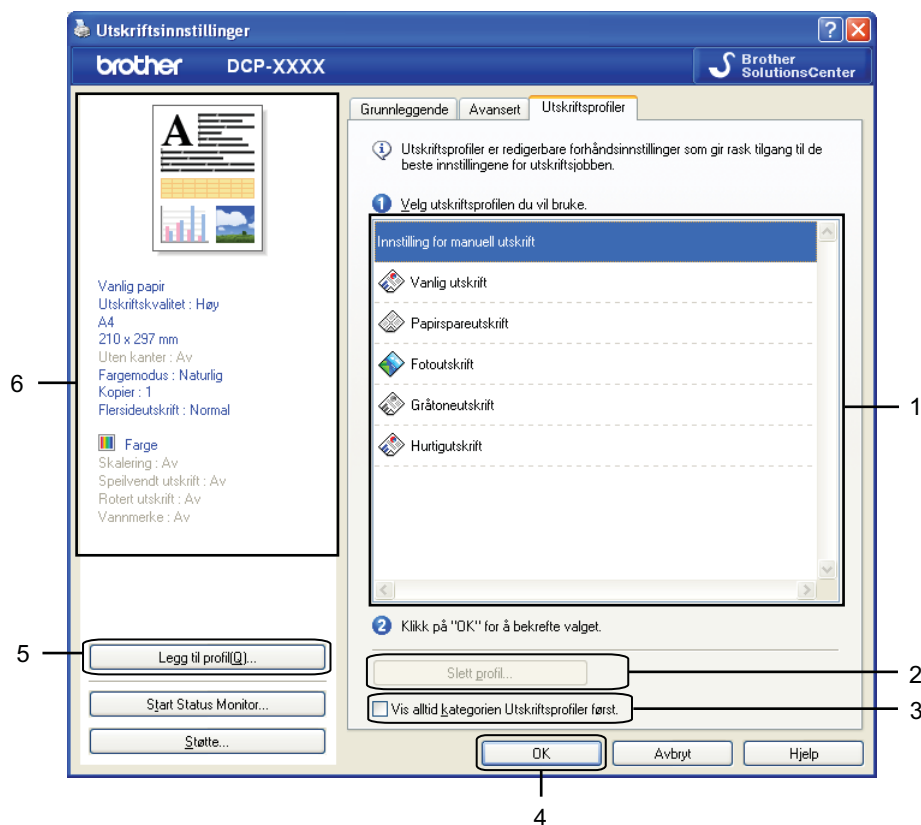 Utskriftsinnstillinger
brother DCP-XXXX
Brother
SolutionsCenter
A
Vanlig papir
Utskriftskvalitet : Høy
A4
210 x 297 mm
Uten kanter : Av
Fargemodus : Naturlig
Kopier : 1
Flersideutskrift : Normal
Farge
Skalering : Av
Speilvendt utskrift : Av
Rotert utskrift : Av
Vannmerke : Av
6
Legg til profil(Q)...
5
Start Status Monitor...
Støtte...
Grunnleggende Avansert Utskriftsprofiler
Utskriftsprofiler er redigerbare forhåndsinnstillinger som gir rask tilgang til de
beste innstillingene for utskriftsjobben.
1 Velg utskriftsprofilen du vil bruke.
Innstilling for manuell utskrift
Vanlig utskrift
Papirspareutskrift
Fotoutskrift
Gråtoneutskrift
Hurtigutskrift
1
2 Klikk på "OK" for å bekrefte valget.
Slett profil...
2
Vis alltid kategorien Utskriftsprofiler først.
3
OK Avbryt Hjelp
4